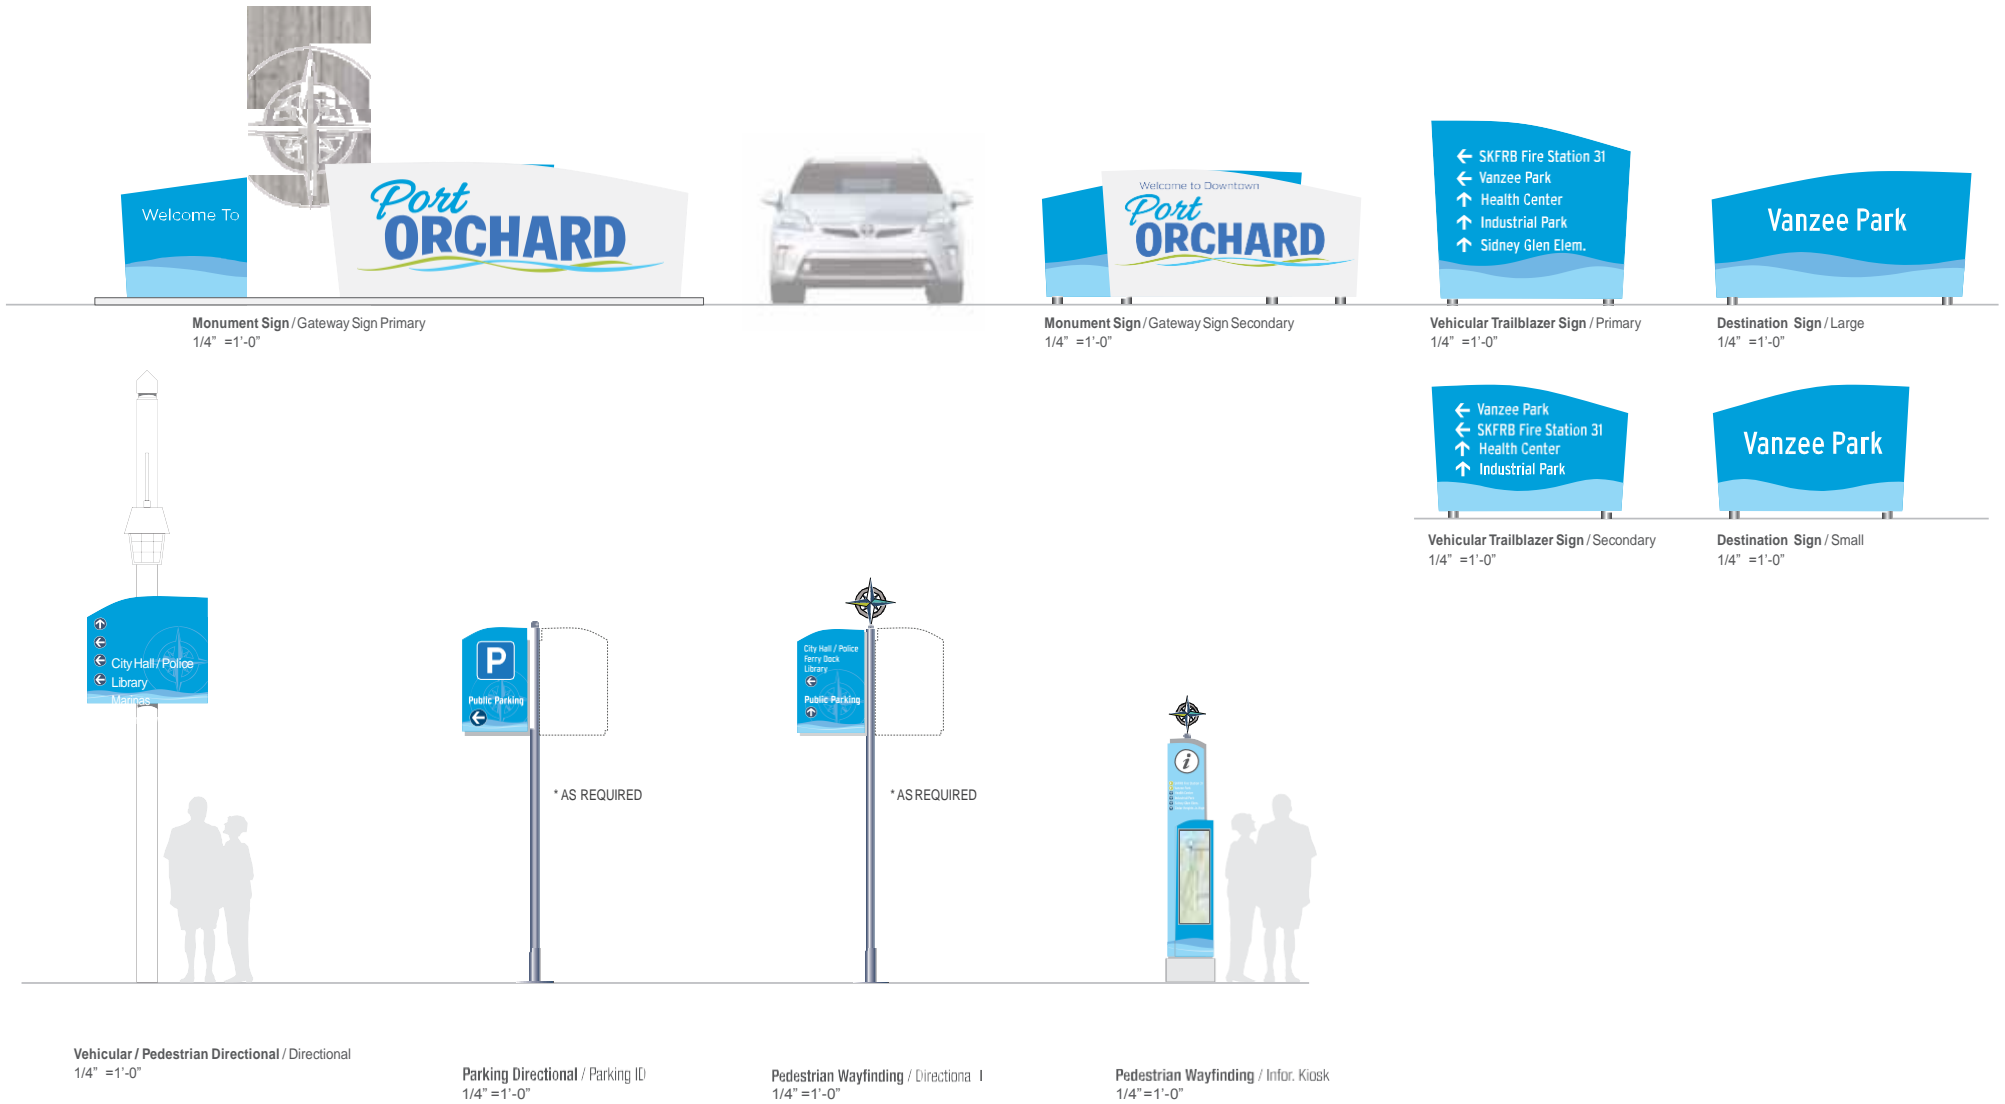 Welcome To
Port
ORCHARD
Welcome to Downtown
Port
ORCHARD
SKFRB Fire Station 31
Vanzee Park
Health Center
Industrial Park
Sidney Glen Elem.
Vanzee Park
Monument Sign / Gateway Sign Primary
1/4" =1'-0"
Monument Sign / Gateway Sign Secondary
1/4" =1'-0"
Vehicular Trailblazer Sign / Primary
1/4" =1'-0"
Destination Sign / Large
1/4" =1'-0"
Vanzee Park
SKFRB Fire Station 31
Health Center
Industrial Park
Vanzee Park
Vehicular Trailblazer Sign / Secondary
1/4" =1'-0"
Destination Sign / Small
1/4" =1'-0"
City Hall / Police
Library
Marinas
P
Public Parking
* AS REQUIRED
City Hall / Police
Ferry Dock
Library
Public Parking
* AS REQUIRED
i
Vehicular / Pedestrian Directional / Directional
1/4" =1'-0"
Parking Directional / Parking ID
1/4" =1'-0"
Pedestrian Wayfinding / Directional
1/4" =1'-0"
Pedestrian Wayfinding / Infor. Kiosk
1/4" =1'-0"